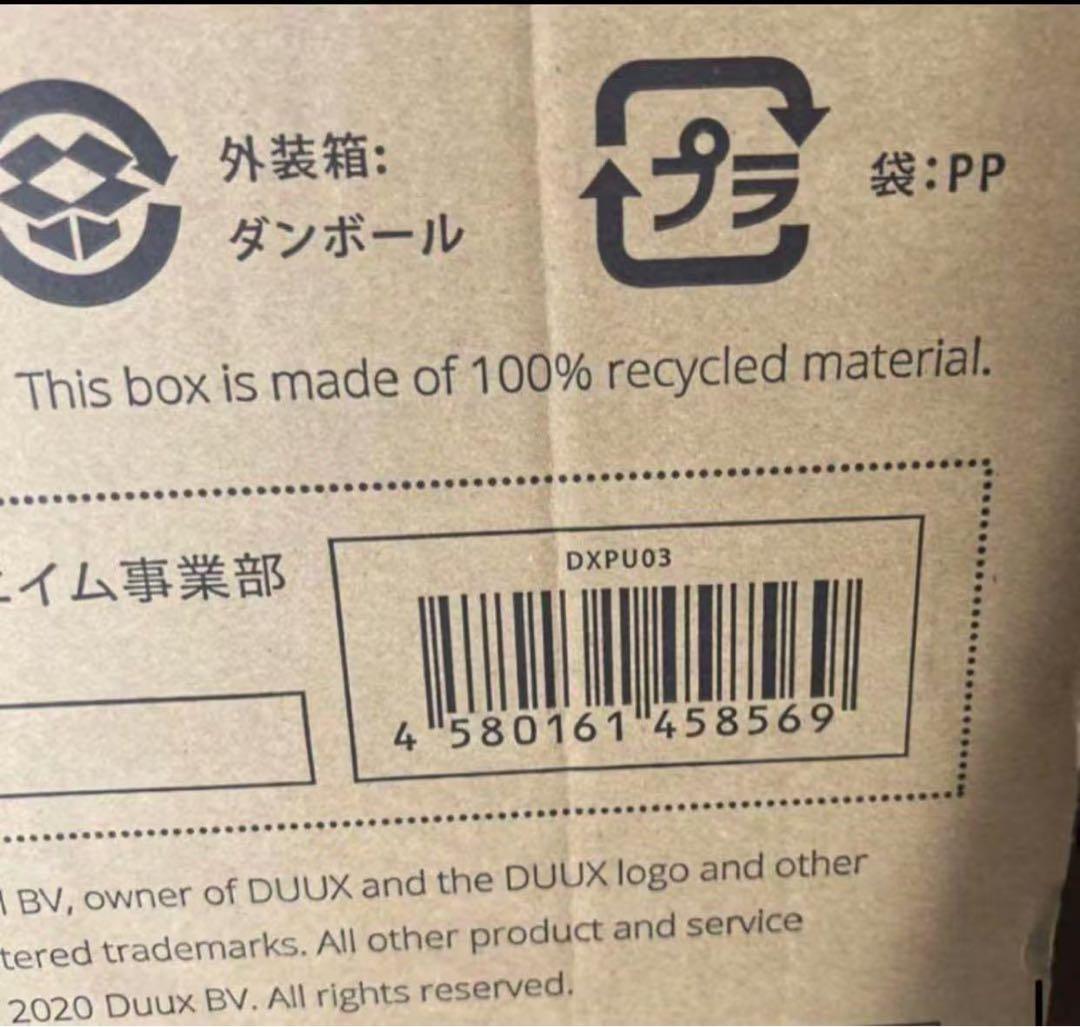 外装箱:
ダンボール
プラ
袋:PP
This box is made of 100% recycled material.
イム事業部
DXPU03
4 580161 458569
BV, owner of DUUX and the DUUX logo and other
tered trademarks. All other product and service
2020 Duux BV. All rights reserved.